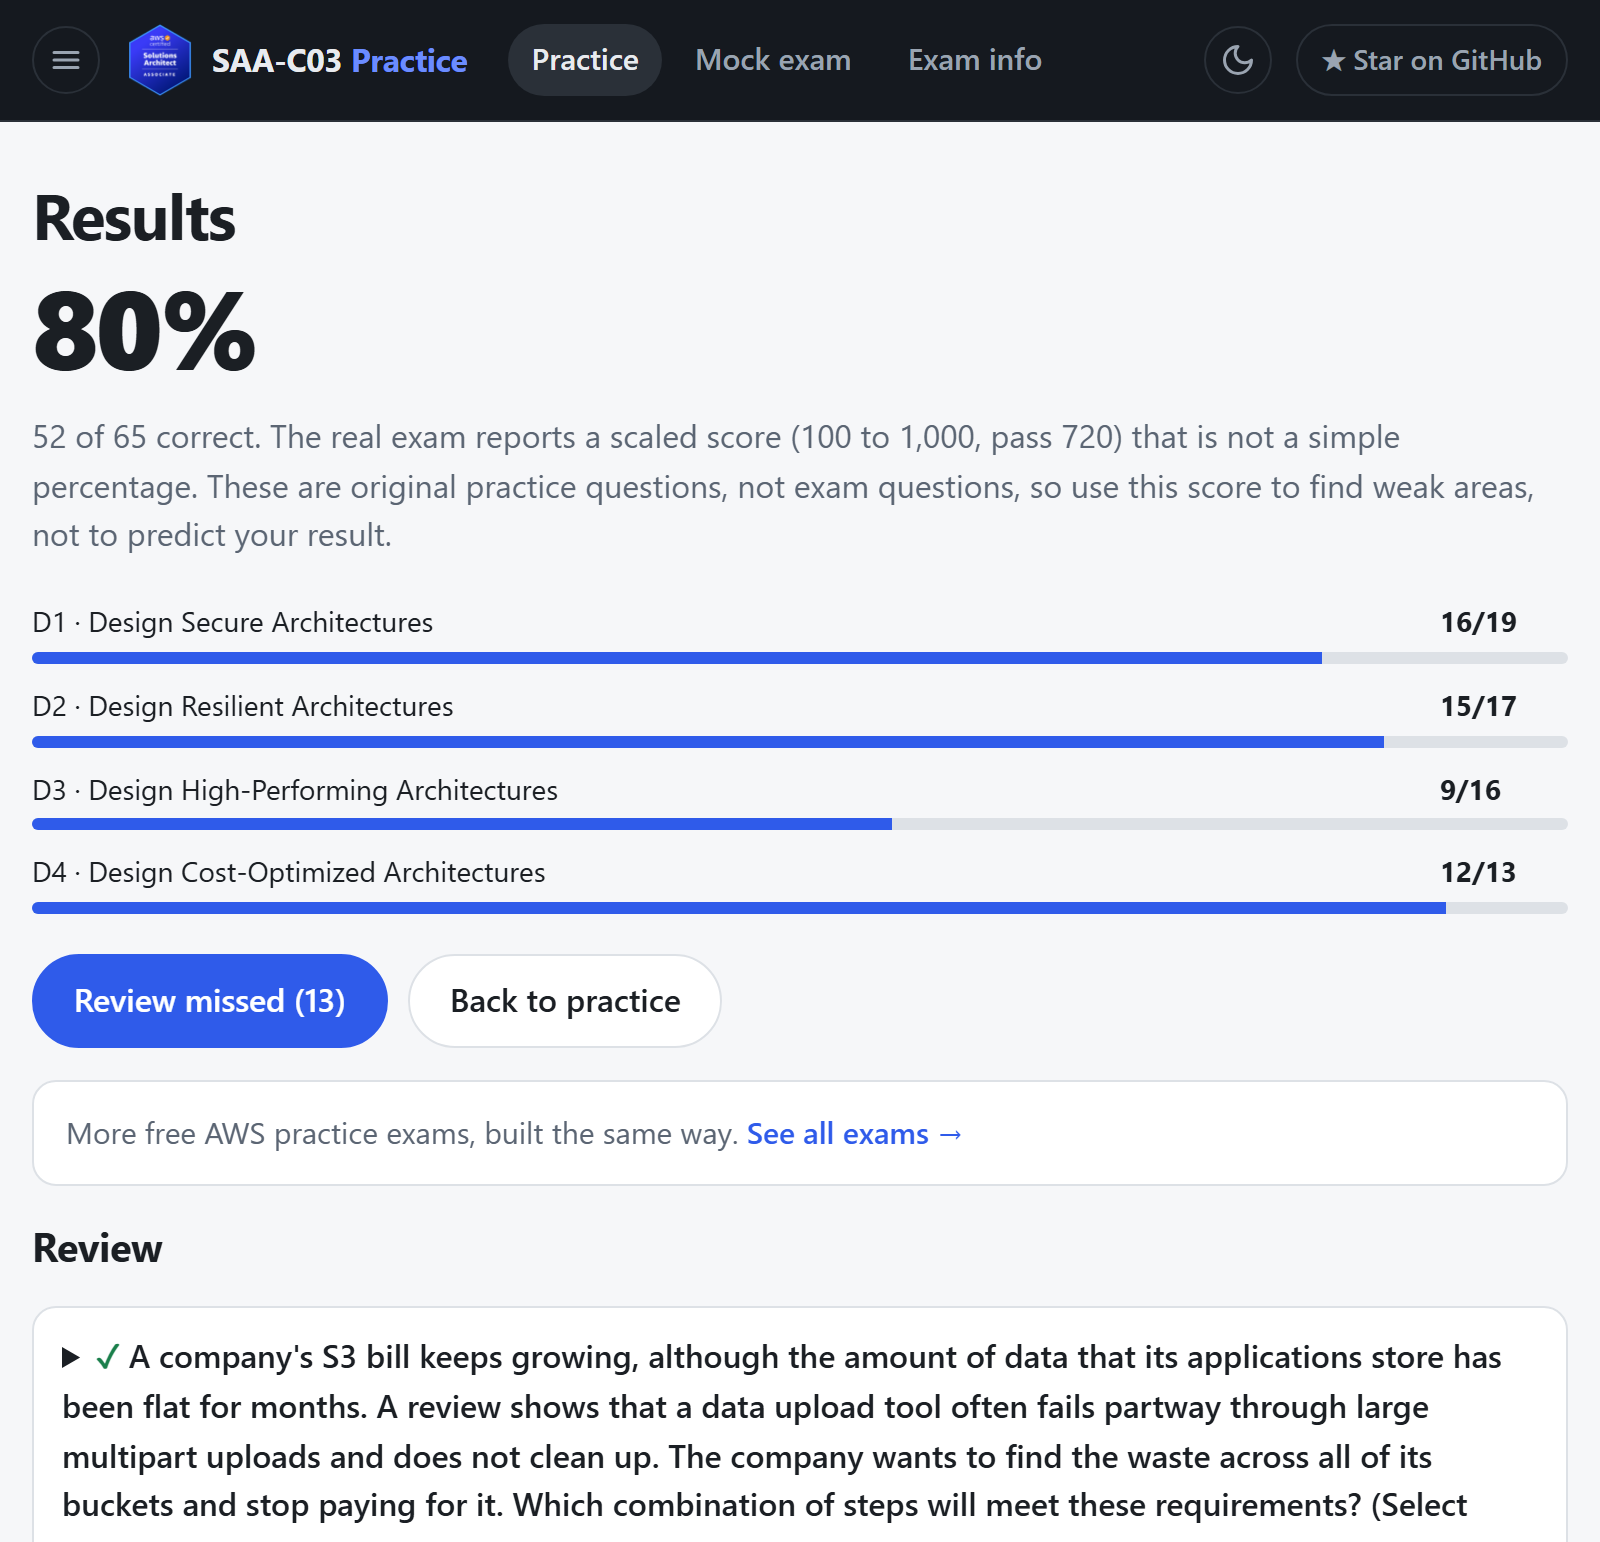 aws
certified
Solutions
Architect
ASSOCIATE
SAA-C03 Practice
Practice
Mock exam
Exam info
★ Star on GitHub
Results
80%
52 of 65 correct. The real exam reports a scaled score (100 to 1,000, pass 720) that is not a simple
percentage. These are original practice questions, not exam questions, so use this score to find weak areas,
not to predict your result.
D1 · Design Secure Architectures 16/19
D2 · Design Resilient Architectures 15/17
D3 · Design High-Performing Architectures 9/16
D4 · Design Cost-Optimized Architectures 12/13
Review missed (13)
Back to practice
More free AWS practice exams, built the same way. See all exams →
Review
▶ ✓ A company's S3 bill keeps growing, although the amount of data that its applications store has
been flat for months. A review shows that a data upload tool often fails partway through large
multipart uploads and does not clean up. The company wants to find the waste across all of its
buckets and stop paying for it. Which combination of steps will meet these requirements? (Select